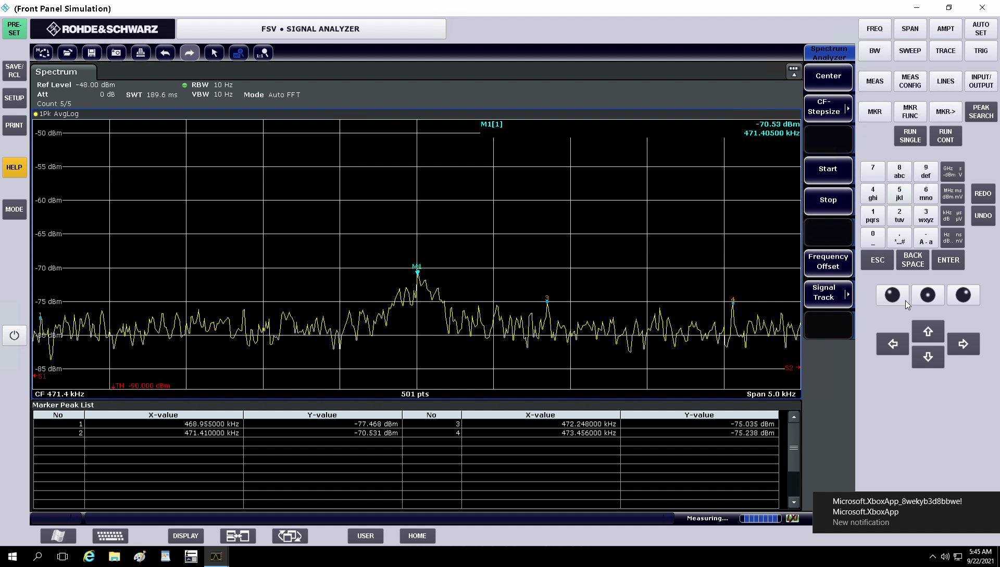 (Front Panel Simulation)
PRE-
SET
ROHDE&SCHWARZ
FSV ● SIGNAL ANALYZER
FREQ SPAN AMPT AUTO
SET
BW SWEEP TRACE TRIG
SAVE/
RCL
SETUP
PRINT
HELP
MODE
MEAS MEAS
CONFIG LINES INPUT/
OUTPUT
MKR MKR
FUNC MKR-> PEAK
SEARCH
RUN
SINGLE RUN
CONT
7 8
abc 9
def GHz s
-dBm V
4
ghi 5
jkl 6
mno MHz ms
dBm mV REDO
1
pqrs 2
tuv 3
wxyz kHz µs
dB µV UNDO
0
_ .
*...# -
A - a Hz ns
dB.. nV
ESC BACK
SPACE ENTER
Spectrum
Analyzer
Center
CF-
Stepsize
Start
Stop
Frequency
Offset
Signal
Track
1:1
Spectrum
Ref Level -48.00 dBm RBW 10 Hz
Att 0 dB SWT 189.6 ms VBW 10 Hz Mode Auto FFT
Count 5/5
1Pk AvgLog
M1[1] -70.53 dBm
471.40500 kHz
-50 dBm
-55 dBm
-60 dBm
-65 dBm
-70 dBm
M1
-75 dBm
3
4
1
-80 dBm
-85 dBm
S1
S2
TH -90.000 dBm
CF 471.4 kHz 501 pts Span 5.0 kHz
Marker Peak List
No X-value Y-value No X-value Y-value
1 468.955000 kHz -77.468 dBm 3 472.248000 kHz -75.035 dBm
2 471.410000 kHz -70.531 dBm 4 473.456000 kHz -75.238 dBm
Measuring... LXI
DISPLAY USER HOME
Microsoft.XboxApp_8wekyb3d8bbwe!
Microsoft.XboxApp
New notification
5:45 AM
9/22/2021